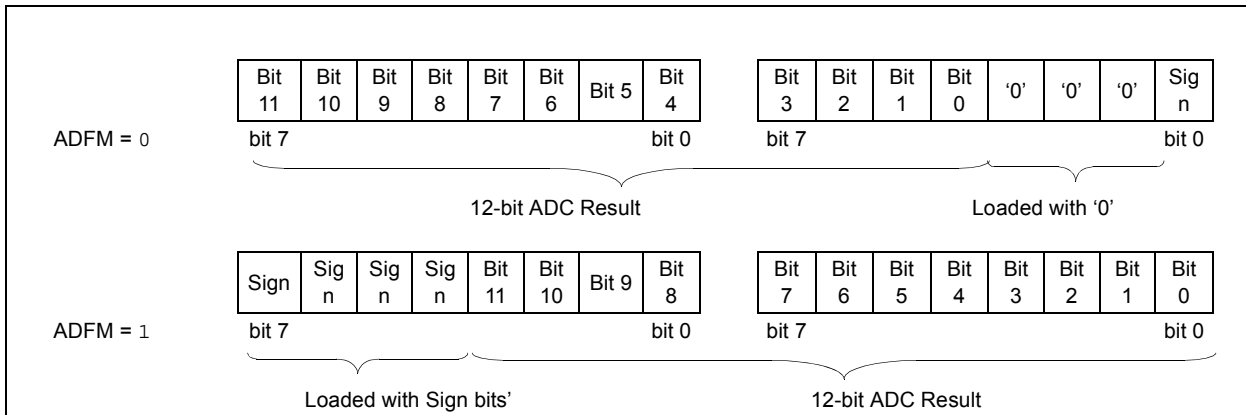 Bit 11 Bit 10 Bit 9 Bit 8 Bit 7 Bit 6 Bit 5 Bit 4 Bit 3 Bit 2 Bit 1 Bit 0 ‘0’ ‘0’ ‘0’ Sig n
ADFM = 0 bit 7 bit 0 bit 7 bit 0
12-bit ADC Result Loaded with ‘0’
Sign Sig n Sig n Sig n Bit 11 Bit 10 Bit 9 Bit 8 Bit 7 Bit 6 Bit 5 Bit 4 Bit 3 Bit 2 Bit 1 Bit 0
ADFM = 1 bit 7 bit 0 bit 7 bit 0
Loaded with Sign bits’ 12-bit ADC Result